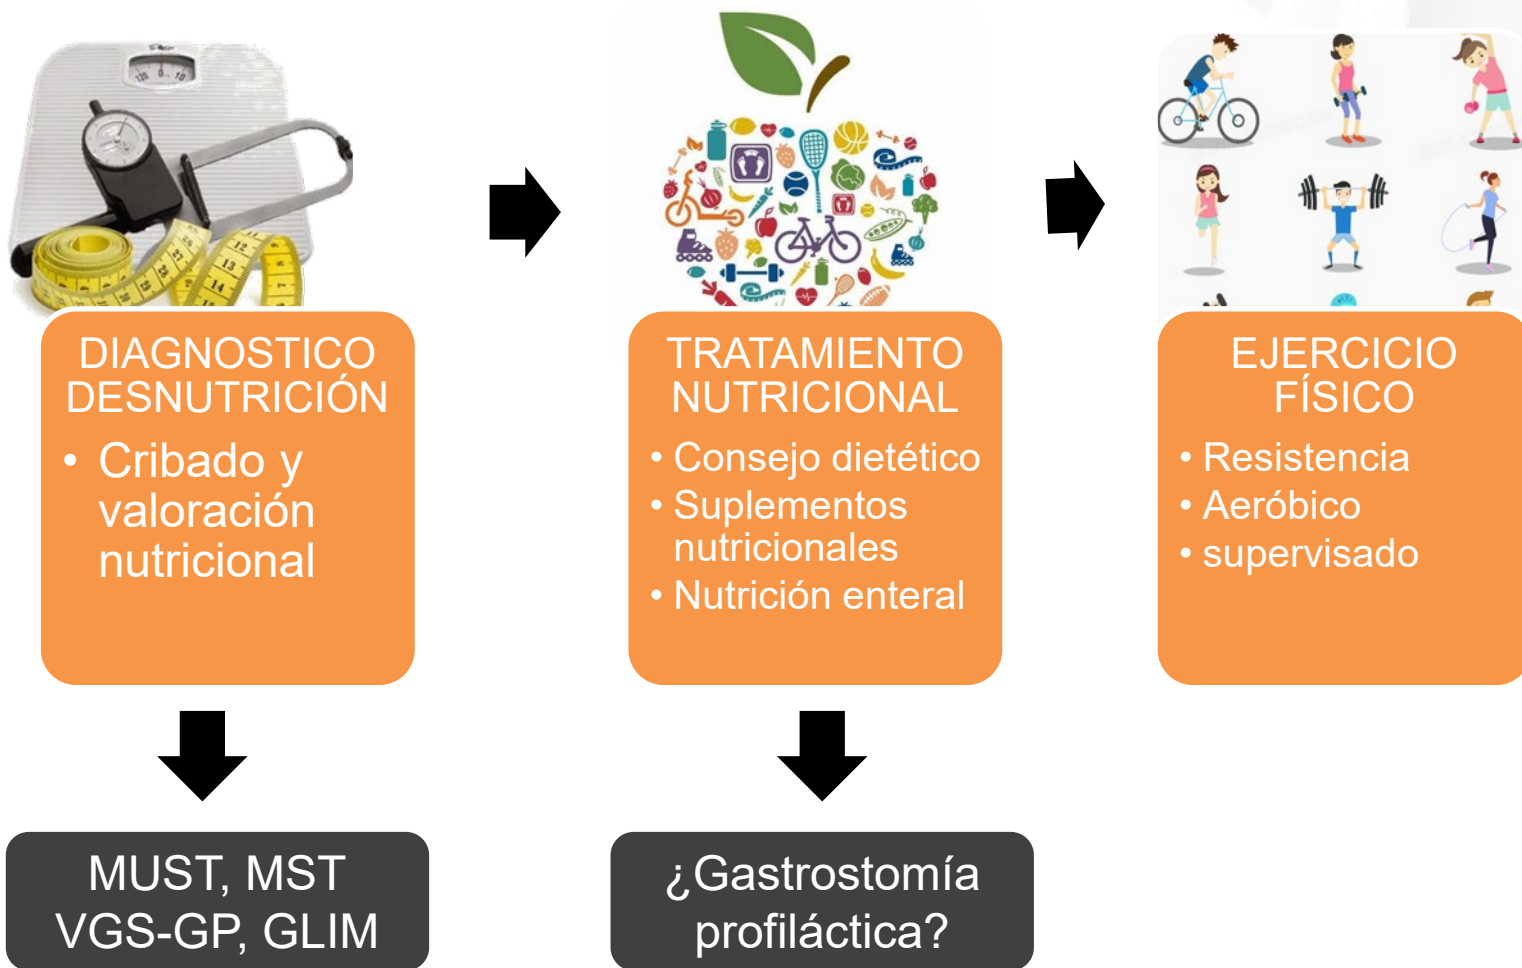 DIAGNOSTICO
DESNUTRICIÓN
• Cribado y
valoración
nutricional
TRATAMIENTO
NUTRICIONAL
• Consejo dietético
• Suplementos
nutricionales
• Nutrición enteral
EJERCICIO
FÍSICO
• Resistencia
• Aeróbico
• supervisado
MUST, MST
VGS-GP, GLIM
¿Gastrostomía
profiláctica?